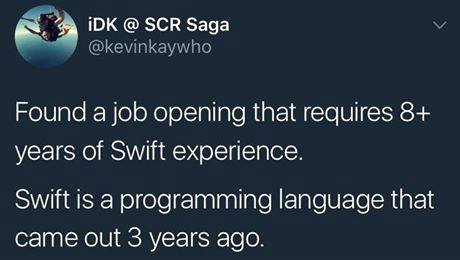 iDK @ SCR Saga
@kevinkaywho
Found a job opening that requires 8+
years of Swift experience.
Swift is a programming language that
came out 3 years ago.